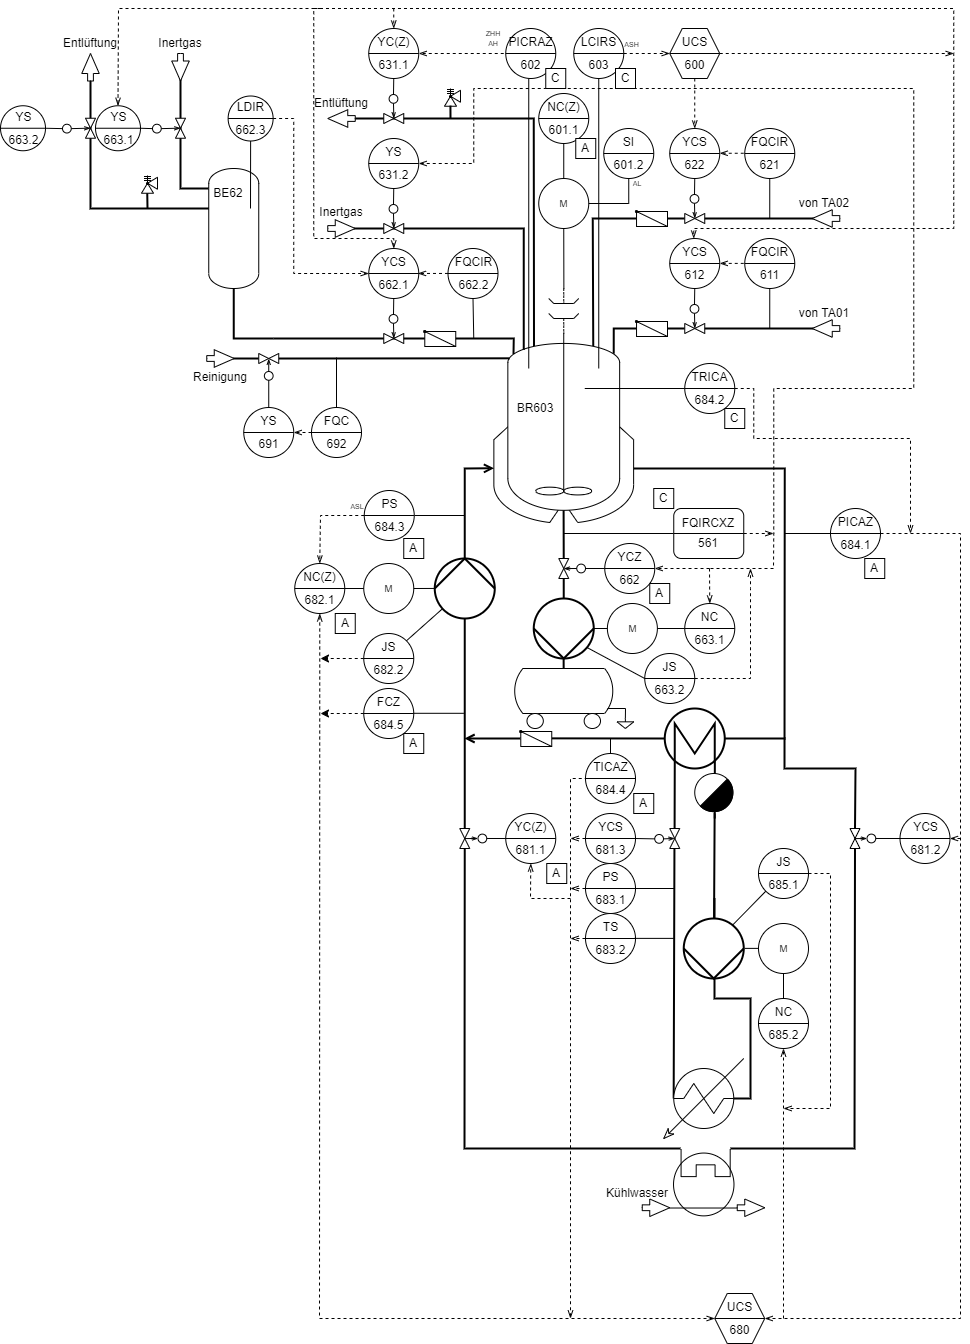 YC(Z)
631.1
ZHH
AH
PICRAZ
602
C
LCIRS
603
ASH
C
UCS
600
Entlüftung
Inertgas
YS
663.2
YS
663.1
LDIR
662.3
BE62
Entlüftung
NC(Z)
601.1
A
SI
601.2
AL
YS
631.2
YCS
622
FQCIR
621
von TA02
M
Inertgas
YCS
662.1
FQCIR
662.2
YCS
612
FQCIR
611
von TA01
Reinigung
YS
691
FQC
692
BR603
TRICA
684.2
C
ASL
PS
684.3
A
C
FQIRCXZ
561
PICAZ
684.1
A
NC(Z)
682.1
A
M
YCZ
662
A
M
NC
663.1
JS
682.2
JS
663.2
FCZ
684.5
A
TICAZ
684.4
A
YC(Z)
681.1
A
YCS
681.3
YCS
681.2
PS
683.1
JS
685.1
TS
683.2
M
NC
685.2
Kühlwasser
UCS
680